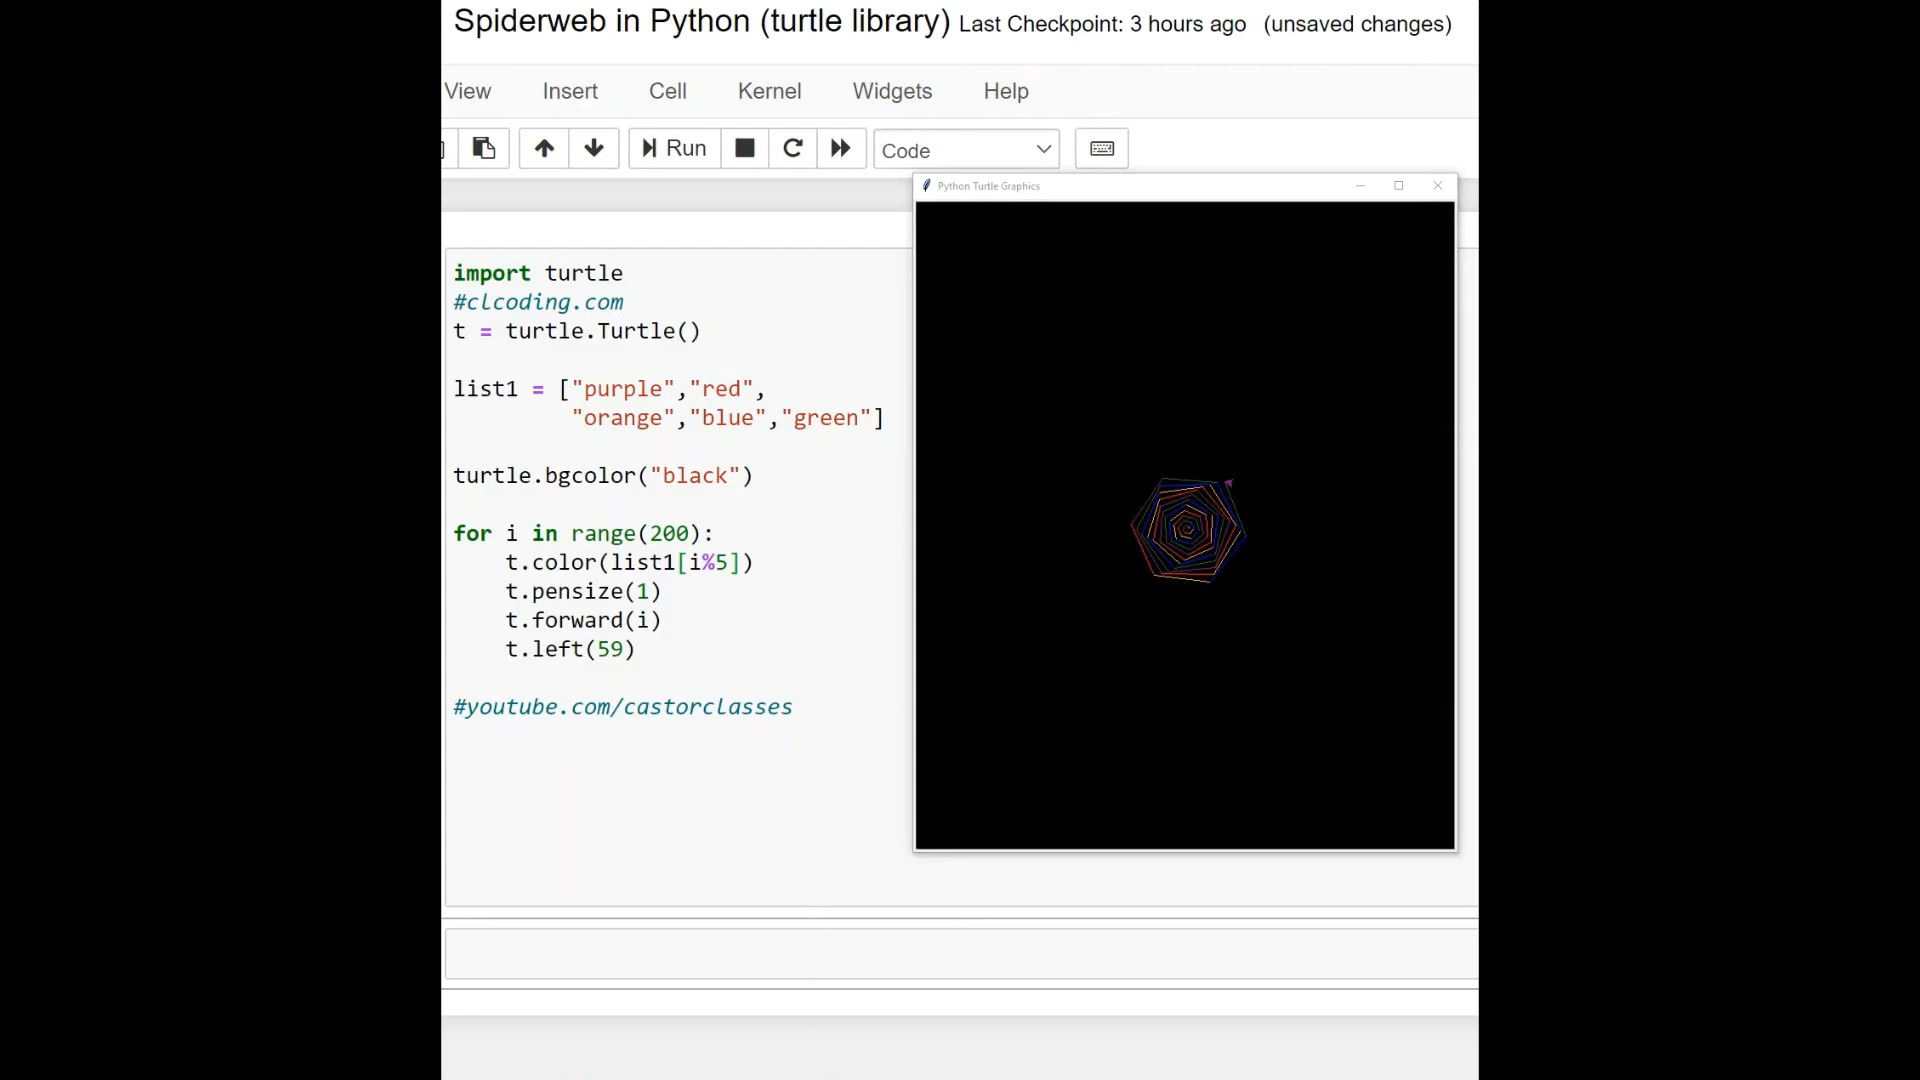 Spiderweb in Python (turtle library) Last Checkpoint: 3 hours ago (unsaved changes)
View Insert Cell Kernel Widgets Help
Run Code
Python Turtle Graphics
import turtle
#clcoding.com
t = turtle.Turtle()
list1 = ["purple","red",
"orange","blue","green"]
turtle.bgcolor("black")
for i in range(200):
t.color(list1[i%5])
t.pensize(1)
t.forward(i)
t.left(59)
#youtube.com/castorclasses